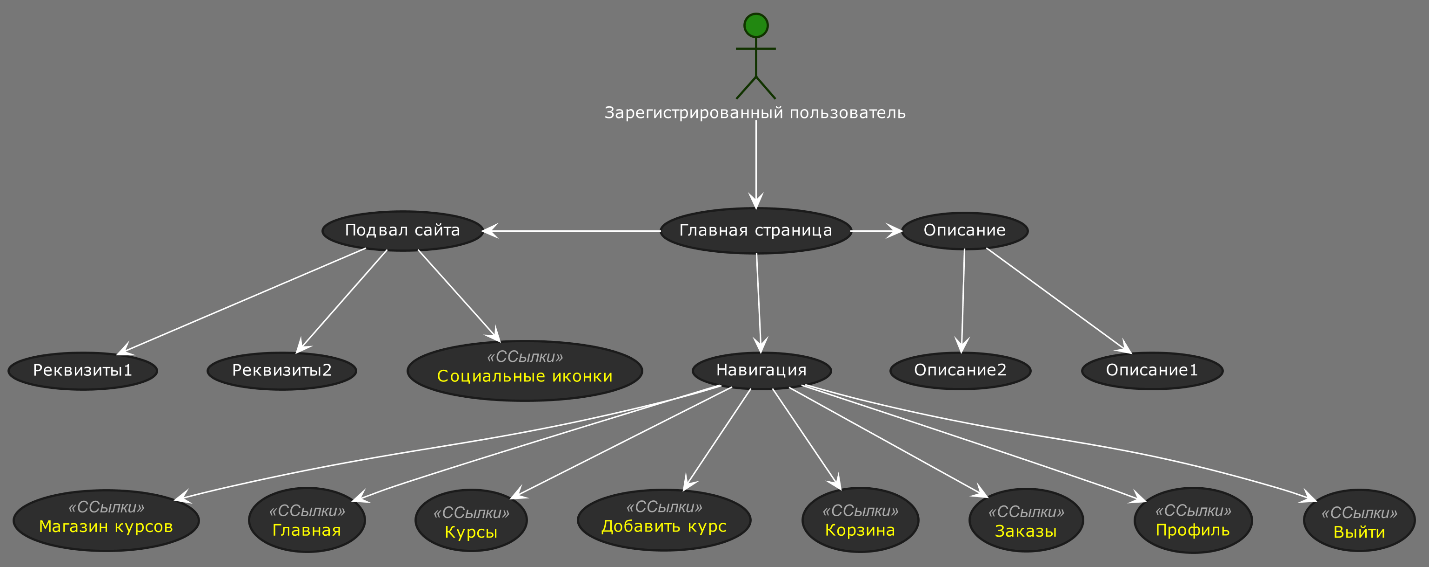 Зарегистрированный пользователь
Подвал сайта
Главная страница
Описание
Реквизиты1
Реквизиты2
«ССылки»
Социальные иконки
Навигация
Описание2
Описание1
«ССылки»
Магазин курсов
«ССылки»
Главная
«ССылки»
Курсы
«ССылки»
Добавить курс
«ССылки»
Корзина
«ССылки»
Заказы
«ССылки»
Профиль
«ССылки»
Выйти